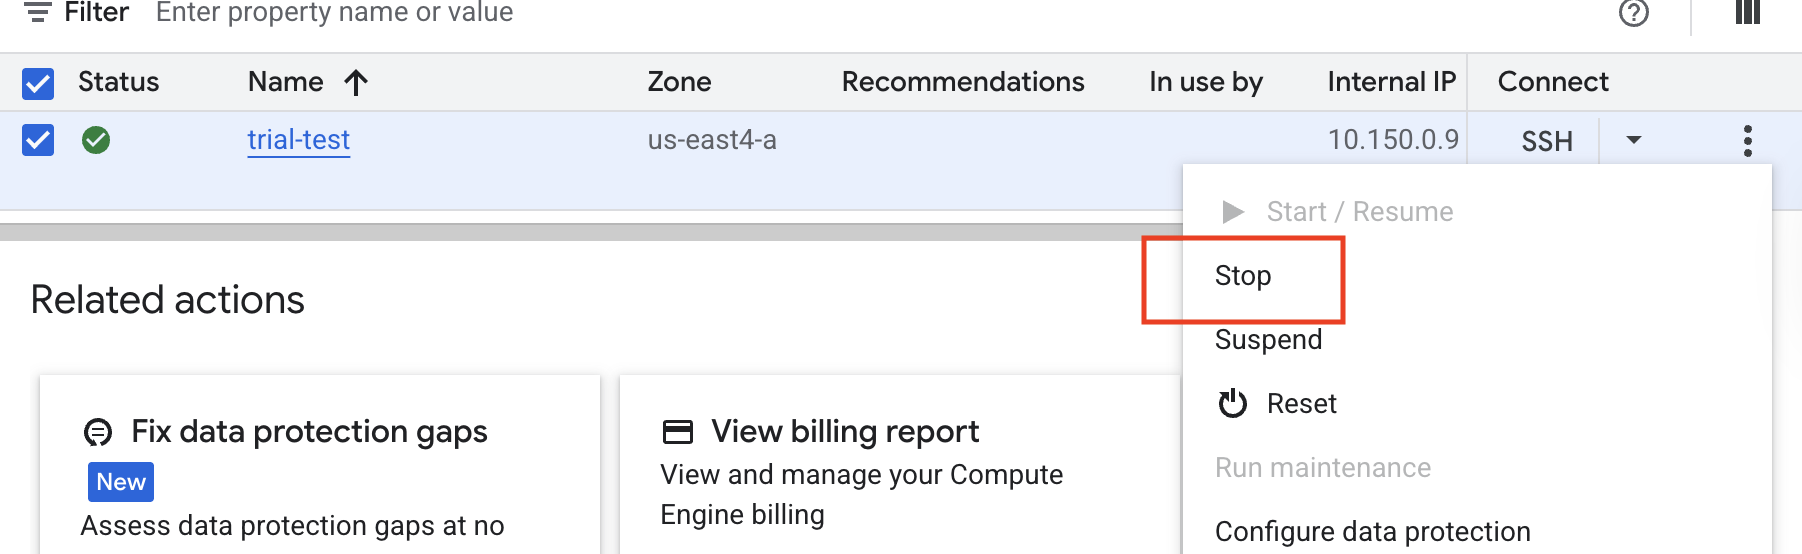 Filter Enter property name or value
Status Name Zone Recommendations In use by Internal IP Connect
trial-test us-east4-a 10.150.0.9 SSH
Start / Resume
Stop
Suspend
Reset
Run maintenance
Configure data protection
Related actions
Fix data protection gaps
New
Assess data protection gaps at no
View billing report
View and manage your Compute
Engine billing